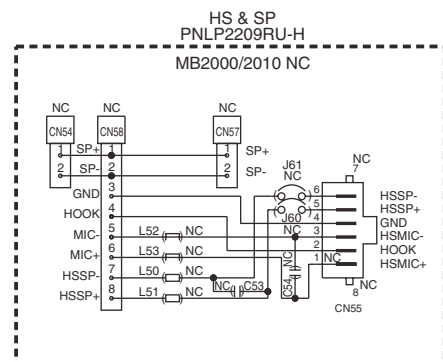 HS & SP
PNLP2209RU-H
MB2000/2010 NC
NC NC NC
CN54 CN58 CN57
1 SP+ 1 1 SP+
2 SP- 2 2 SP-
J61
NC
NC
7
GND 3
HOOK 4
MIC- 5 L52 NC
MIC+ 6 L53 NC
HSSP- 7 L50 NC
HSSP+ 8 L51 NC
NC C53
J60
NC
NC
C54
6 HSSP-
5 HSSP+
4 GND
3 HSMIC-
2 HOOK
1 NC HSMIC+
NC
8
CN55